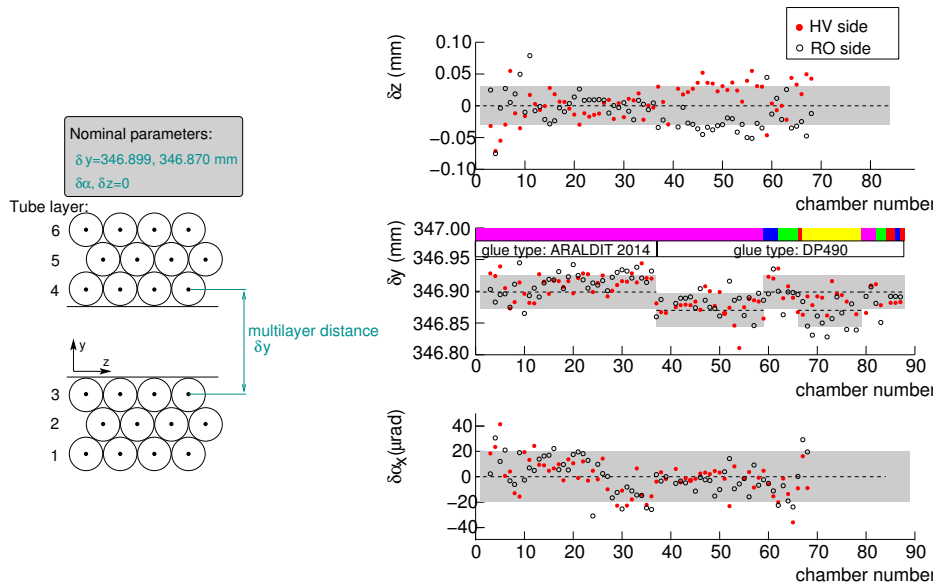 Nominal parameters:
δy=346.899, 346.870 mm
δα, δz=0
Tube layer:
6
5
4
multilayer distance
δy
y
z
3
2
1
HV side
RO side
δz (mm)
0.10
0.05
0
−0.05
−0.10
0 10 20 30 40 50 60 70 80
chamber number
δy (mm)
347.00
346.95
346.90
346.85
346.80
glue type: ARALDIT 2014
glue type: DP490
0 10 20 30 40 50 60 70 80 90
chamber number
δαx(μrad)
40
20
0
−20
−40
0 10 20 30 40 50 60 70 80 90
chamber number